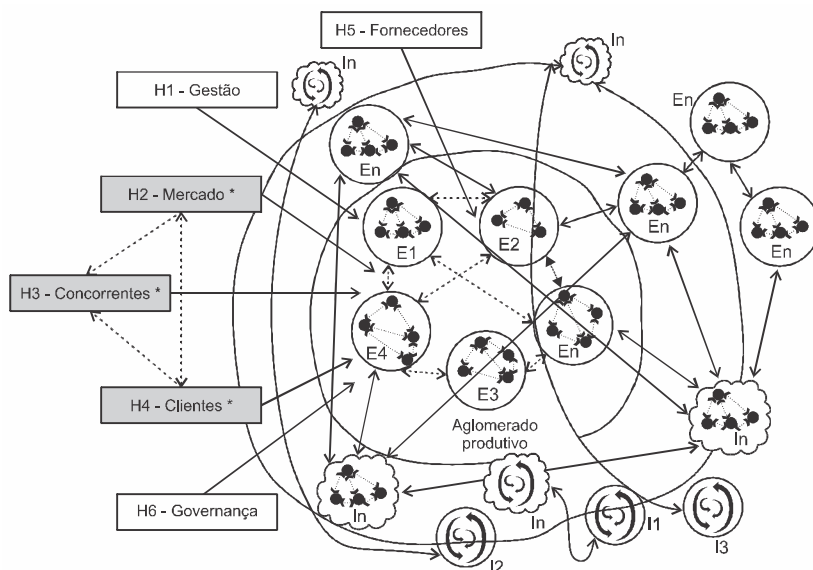 H5 - Fornecedores
In
In
H1 - Gestão
En
En
H2 - Mercado *
E1
E2
En
En
H3 - Concorrentes *
E4
En
E3
H4 - Clientes *
Aglomerado
produtivo
In
H6 - Governança
In
In
I1
I3
I2